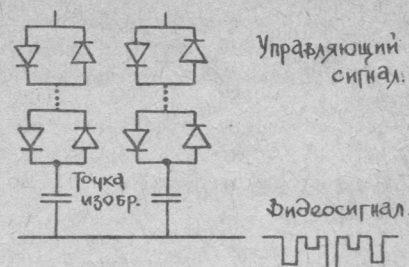 Управляющий
сигнал.
Точка
изобр.
Видеосигнал